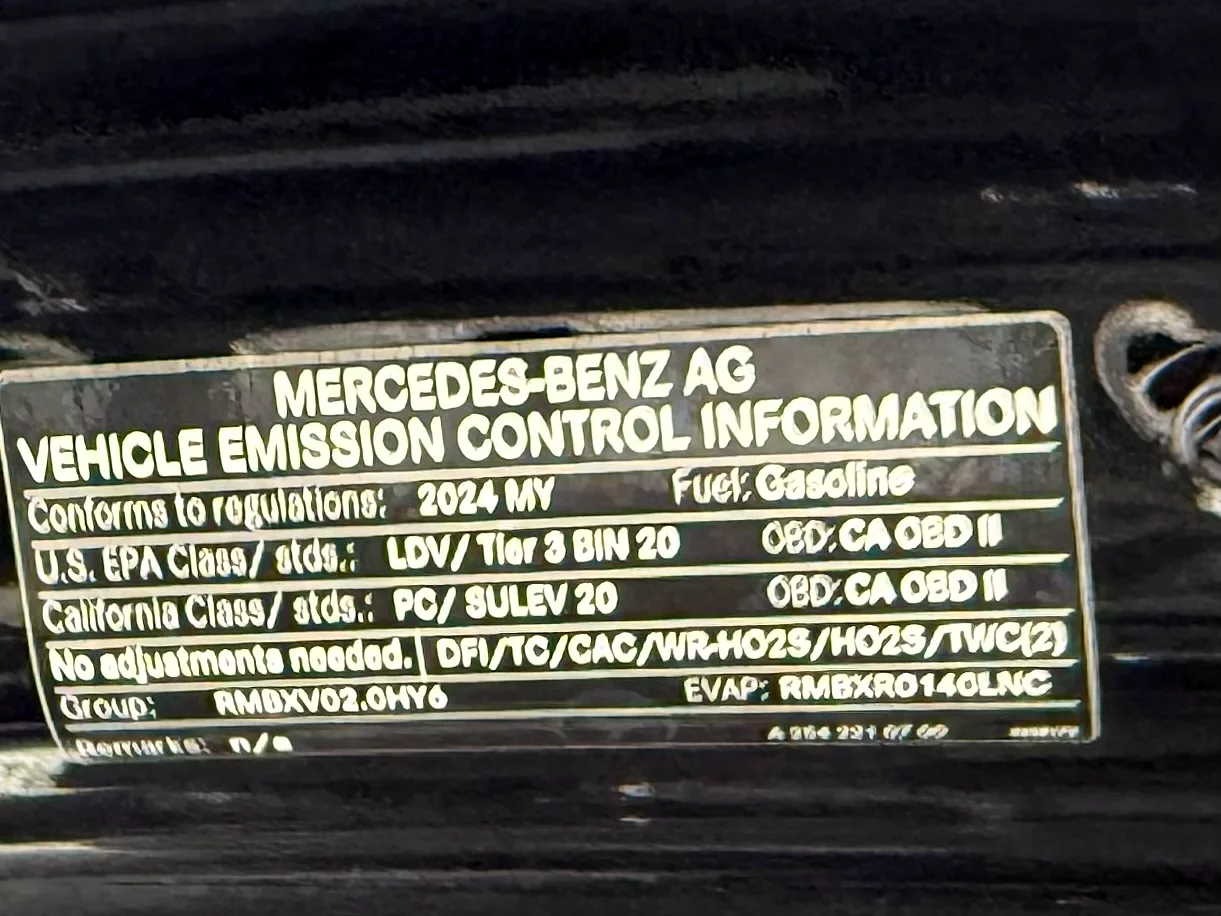 MERCEDES-BENZ AG
VEHICLE EMISSION CONTROL INFORMATION
Conforms to regulations: 2024 MY Fuel: Gasoline
U.S. EPA Class/ stds.: LDV/ Tier 3 BIN 20 OBD: CA OBD II
California Class/ stds.: PC/ SULEV 20 OBD: CA OBD II
No adjustments needed. DFI/TC/CAC/WR-HO2S/HO2S/TWC(2)
Group: RMBXV02.0HY6 EVAP: RMBXR0140LNC
Remarks: n/a